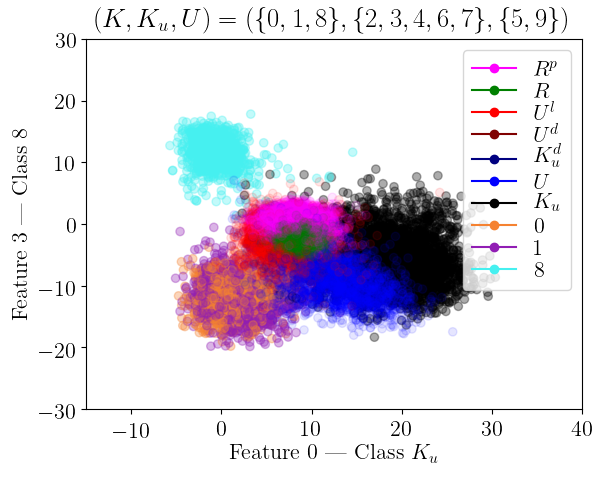 (K, K_u, U) = ({0, 1, 8}, {2, 3, 4, 6, 7}, {5, 9})
30
20
10
0
−10
−20
−30
Feature 3 — Class 8
R^p
R
U^l
U^d
K_u^d
U
K_u
0
1
8
−10
0
10
20
30
40
Feature 0 — Class K_u